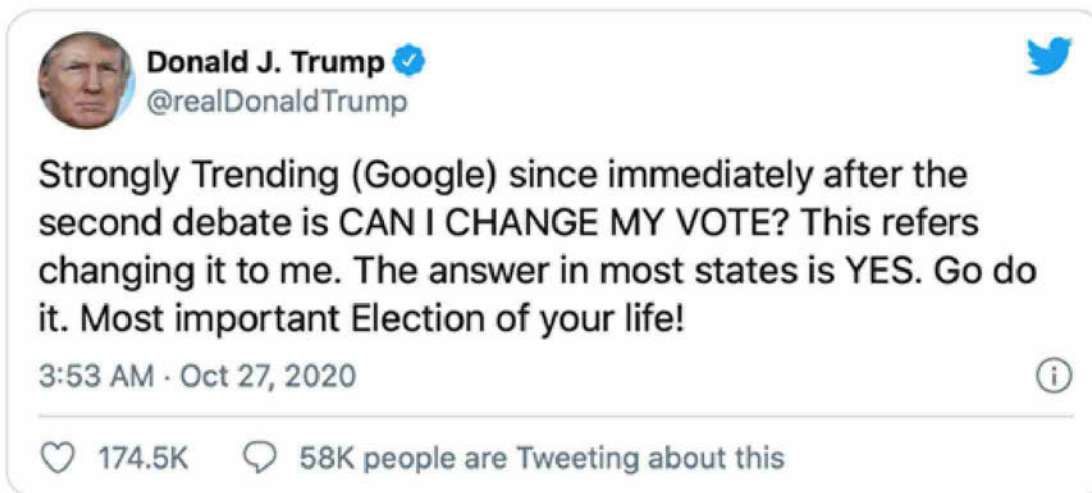 Donald J. Trump
@realDonaldTrump
Strongly Trending (Google) since immediately after the
second debate is CAN I CHANGE MY VOTE? This refers
changing it to me. The answer in most states is YES. Go do
it. Most important Election of your life!
3:53 AM · Oct 27, 2020
174.5K 58K people are Tweeting about this